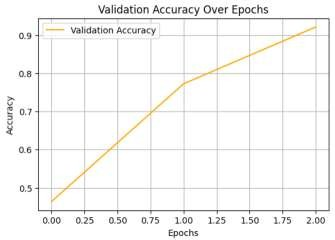 Validation Accuracy Over Epochs
Validation Accuracy
Accuracy
0.9
0.8
0.7
0.6
0.5
0.00 0.25 0.50 0.75 1.00 1.25 1.50 1.75 2.00
Epochs